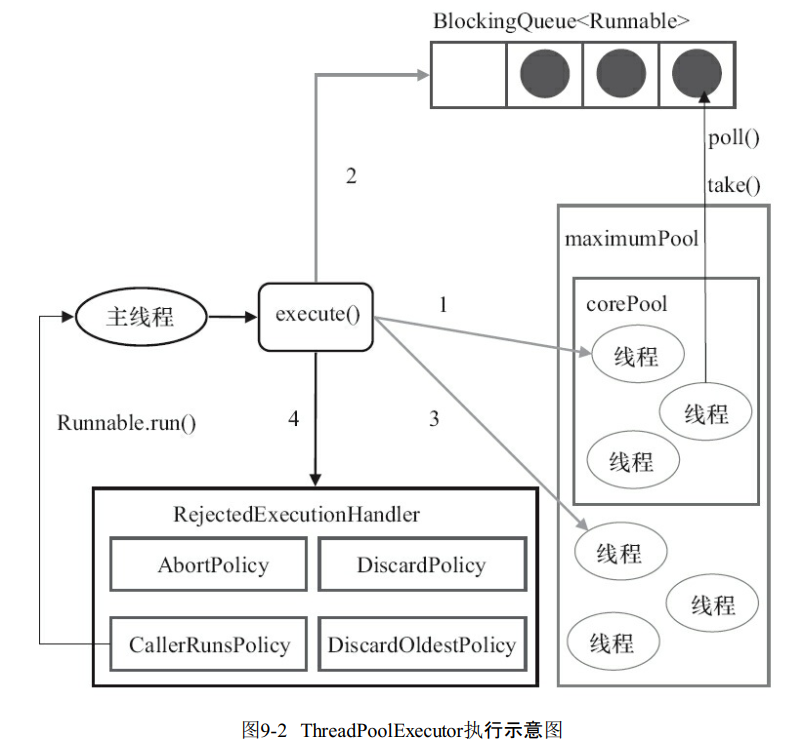 BlockingQueue<Runnable>
poll()
2
take()
maximumPool
corePool
主线程
execute()
1
线程
线程
Runnable.run()
4
3
线程
RejectedExecutionHandler
AbortPolicy
DiscardPolicy
线程
线程
CallerRunsPolicy
DiscardOldestPolicy
线程
图9-2 ThreadPoolExecutor执行示意图